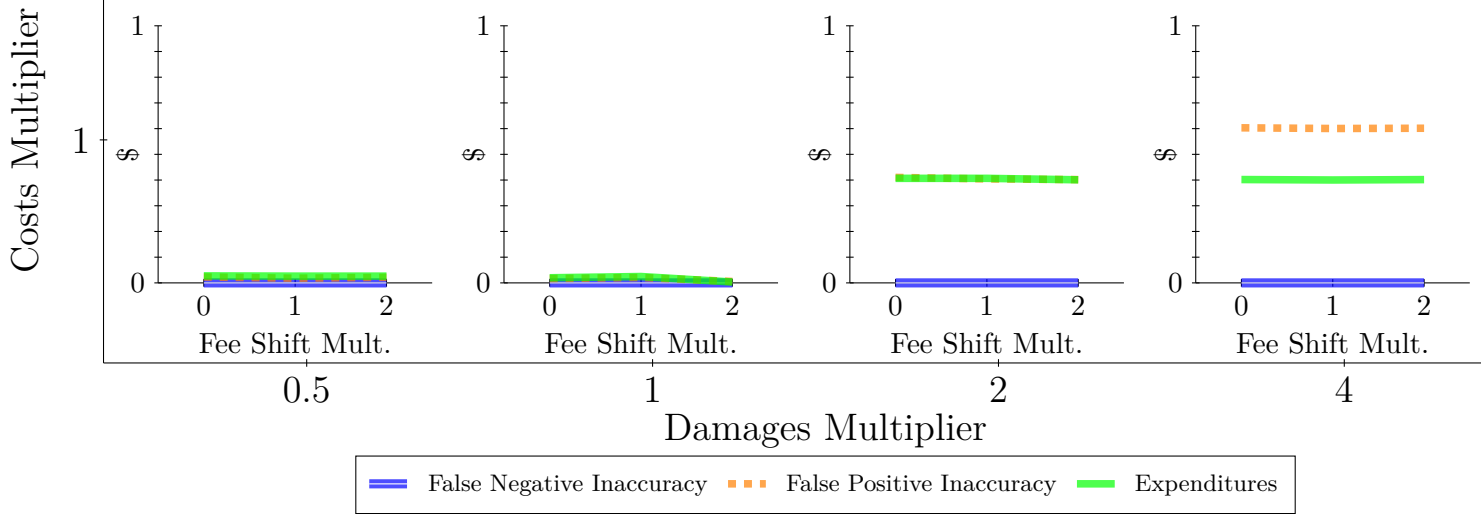 Costs Multiplier
1
1
$
0
0 1 2
Fee Shift Mult.
1
$
0
0 1 2
Fee Shift Mult.
1
$
0
0 1 2
Fee Shift Mult.
1
$
0
0 1 2
Fee Shift Mult.
0.5 1 2 4
Damages Multiplier
False Negative Inaccuracy False Positive Inaccuracy Expenditures